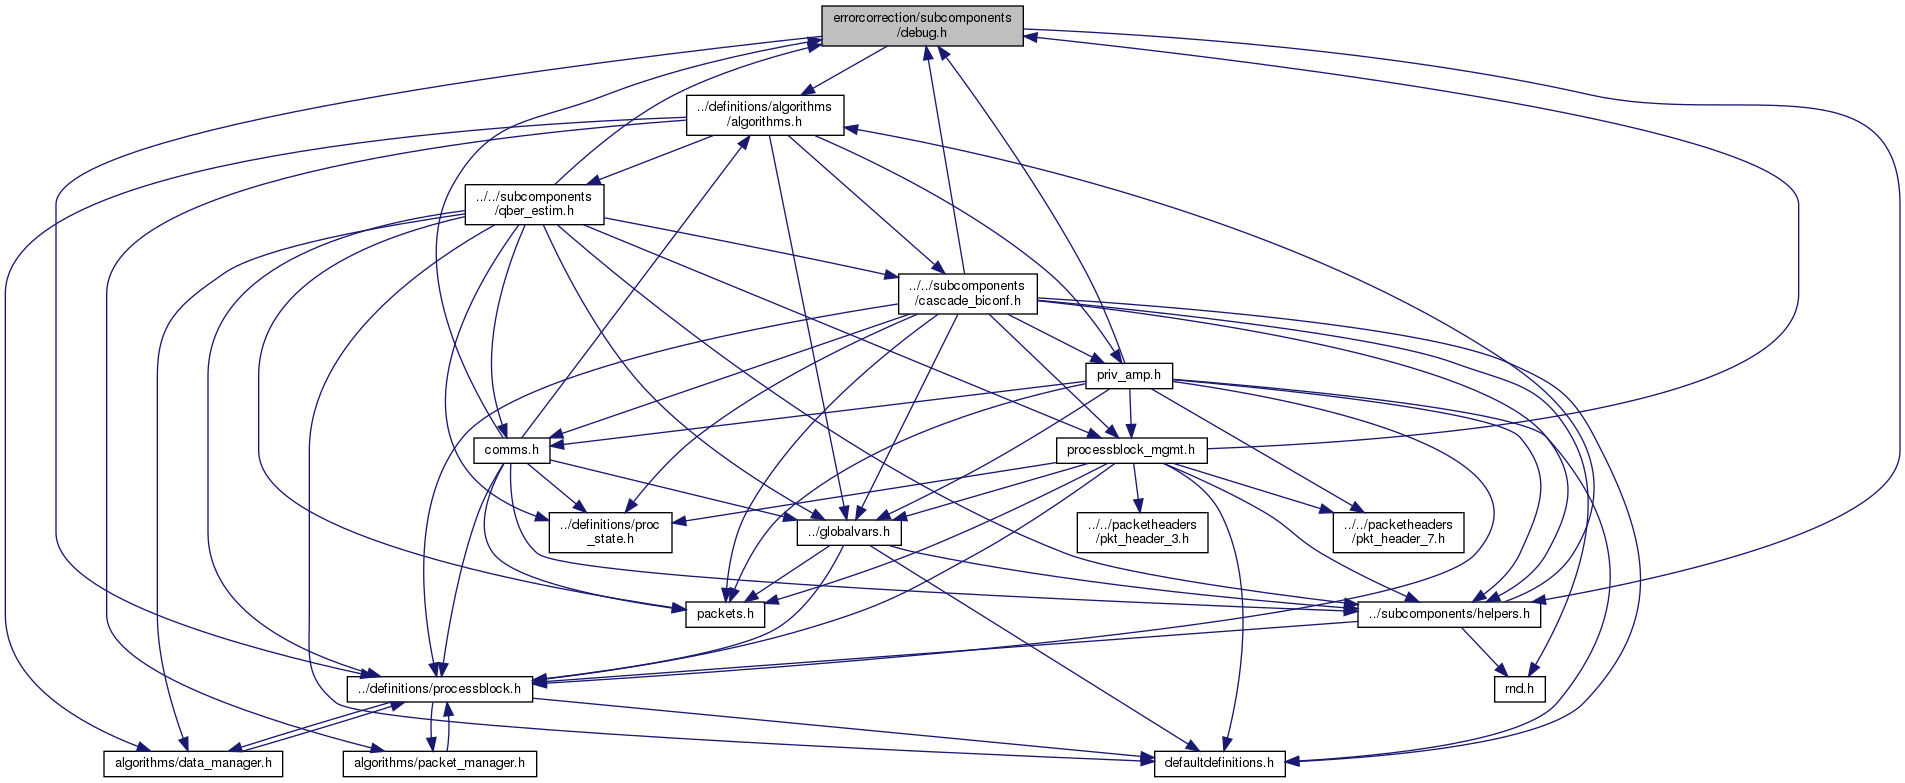 errorcorrection/subcomponents
/debug.h
../definitions/algorithms
/algorithms.h
../../subcomponents
/qber_estim.h
../../subcomponents
/cascade_biconf.h
priv_amp.h
comms.h
processblock_mgmt.h
../definitions/proc
_state.h
../globalvars.h
../../packetheaders
/pkt_header_3.h
../../packetheaders
/pkt_header_7.h
packets.h
../subcomponents/helpers.h
../definitions/processblock.h
rnd.h
algorithms/data_manager.h
algorithms/packet_manager.h
defaultdefinitions.h